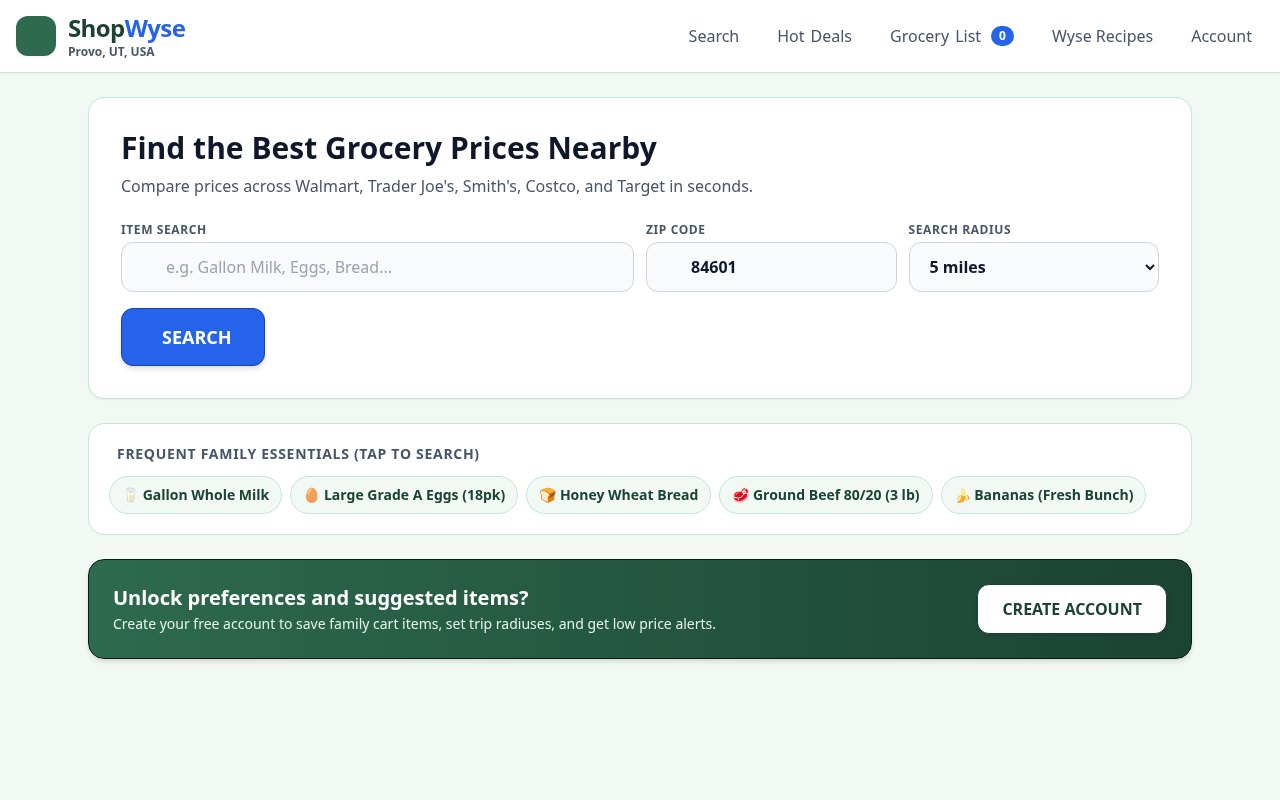 ShopWyse
Provo, UT, USA
Search
Hot Deals
Grocery List 0
Wyse Recipes
Account
Find the Best Grocery Prices Nearby
Compare prices across Walmart, Trader Joe's, Smith's, Costco, and Target in seconds.
ITEM SEARCH
e.g. Gallon Milk, Eggs, Bread...
ZIP CODE
84601
SEARCH RADIUS
5 miles
SEARCH
FREQUENT FAMILY ESSENTIALS (TAP TO SEARCH)
🥛 Gallon Whole Milk
🥚 Large Grade A Eggs (18pk)
🍞 Honey Wheat Bread
🥩 Ground Beef 80/20 (3 lb)
🍌 Bananas (Fresh Bunch)
Unlock preferences and suggested items?
Create your free account to save family cart items, set trip radiuses, and get low price alerts.
CREATE ACCOUNT